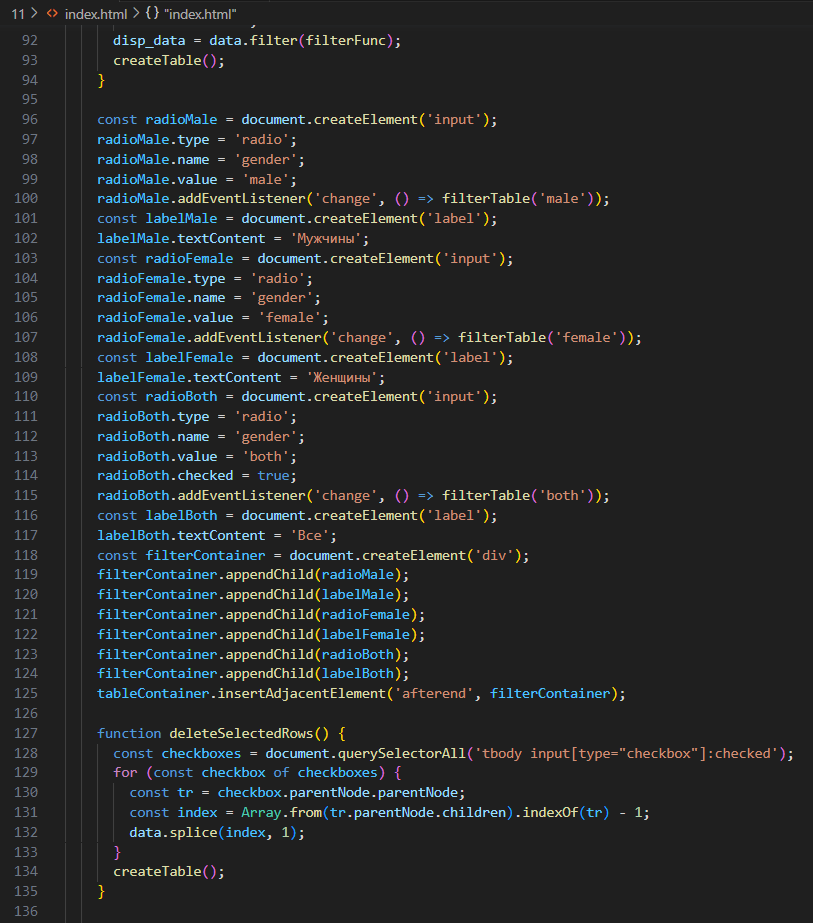 11 > <> index.html > {} "index.html"
92 disp_data = data.filter(filterFunc);
93 createTable();
94 }
95
96 const radioMale = document.createElement('input');
97 radioMale.type = 'radio';
98 radioMale.name = 'gender';
99 radioMale.value = 'male';
100 radioMale.addEventListener('change', () => filterTable('male'));
101 const labelMale = document.createElement('label');
102 labelMale.textContent = 'Мужчины';
103 const radioFemale = document.createElement('input');
104 radioFemale.type = 'radio';
105 radioFemale.name = 'gender';
106 radioFemale.value = 'female';
107 radioFemale.addEventListener('change', () => filterTable('female'));
108 const labelFemale = document.createElement('label');
109 labelFemale.textContent = 'Женщины';
110 const radioBoth = document.createElement('input');
111 radioBoth.type = 'radio';
112 radioBoth.name = 'gender';
113 radioBoth.value = 'both';
114 radioBoth.checked = true;
115 radioBoth.addEventListener('change', () => filterTable('both'));
116 const labelBoth = document.createElement('label');
117 labelBoth.textContent = 'Все';
118 const filterContainer = document.createElement('div');
119 filterContainer.appendChild(radioMale);
120 filterContainer.appendChild(labelMale);
121 filterContainer.appendChild(radioFemale);
122 filterContainer.appendChild(labelFemale);
123 filterContainer.appendChild(radioBoth);
124 filterContainer.appendChild(labelBoth);
125 tableContainer.insertAdjacentElement('afterend', filterContainer);
126
127 function deleteSelectedRows() {
128 const checkboxes = document.querySelectorAll('tbody input[type="checkbox"]:checked');
129 for (const checkbox of checkboxes) {
130 const tr = checkbox.parentNode.parentNode;
131 const index = Array.from(tr.parentNode.children).indexOf(tr) - 1;
132 data.splice(index, 1);
133 }
134 createTable();
135 }
136